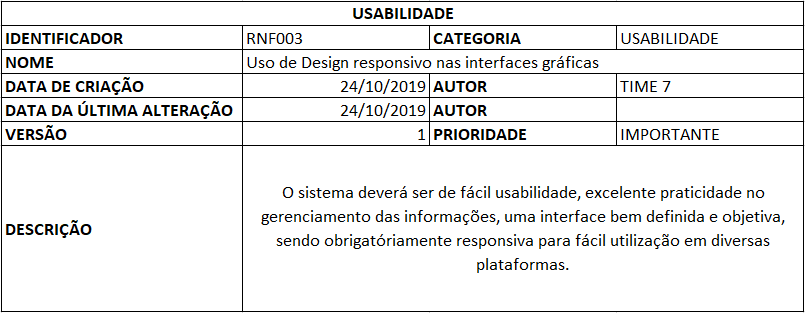 USABILIDADE
IDENTIFICADOR RNF003 CATEGORIA USABILIDADE
NOME Uso de Design responsivo nas interfaces gráficas
DATA DE CRIAÇÃO 24/10/2019 AUTOR TIME 7
DATA DA ÚLTIMA ALTERAÇÃO 24/10/2019 AUTOR
VERSÃO 1 PRIORIDADE IMPORTANTE
DESCRIÇÃO
O sistema deverá ser de fácil usabilidade, excelente praticidade no
gerenciamento das informações, uma interface bem definida e objetiva,
sendo obrigatóriamente responsiva para fácil utilização em diversas
plataformas.